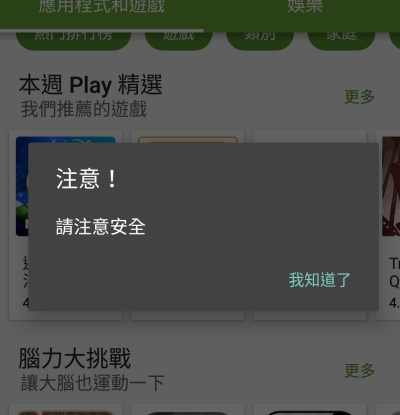 應用程式和遊戲
娛樂
熱門排行榜
遊戲
類別
家庭
本週 Play 精選
更多
我們推薦的遊戲
注意！
請注意安全
我知道了
4.
腦力大挑戰
更多
讓大腦也運動一下